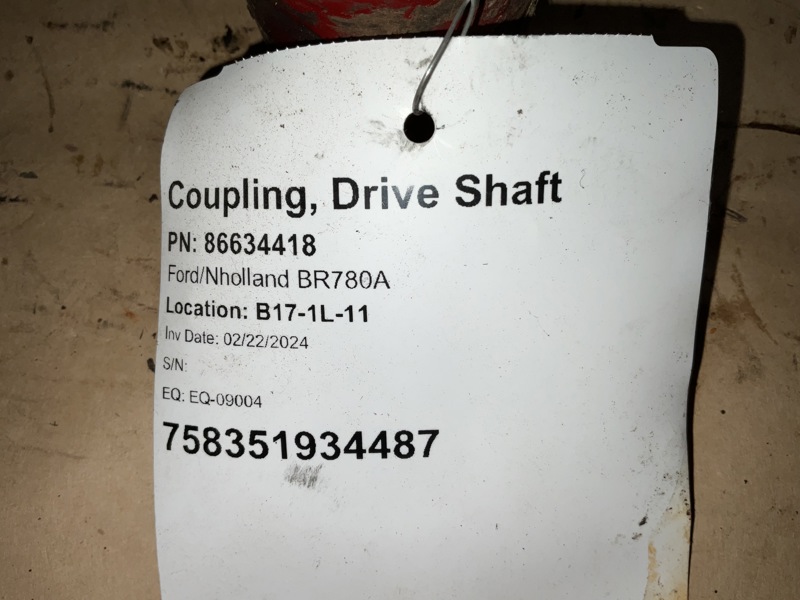 Coupling, Drive Shaft
PN: 86634418
Ford/Nholland BR780A
Location: B17-1L-11
Inv Date: 02/22/2024
S/N:
EQ: EQ-09004
758351934487